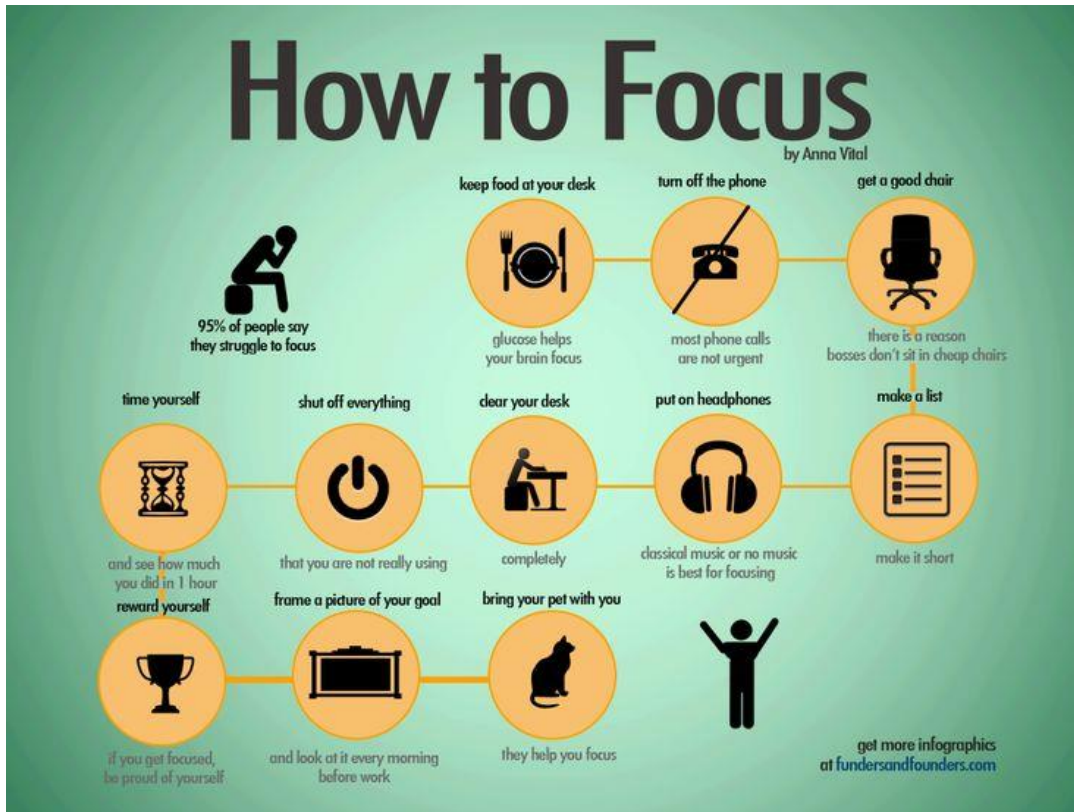 How to Focus
by Anna Vital
95% of people say
they struggle to focus
keep food at your desk
glucose helps
your brain focus
turn off the phone
most phone calls
are not urgent
get a good chair
there is a reason
bosses don't sit in cheap chairs
make a list
make it short
put on headphones
classical music or no music
is best for focusing
clear your desk
completely
shut off everything
that you are not really using
time yourself
and see how much
you did in 1 hour
reward yourself
if you get focused,
be proud of yourself
frame a picture of your goal
and look at it every morning
before work
bring your pet with you
they help you focus
get more infographics
at fundersandfounders.com